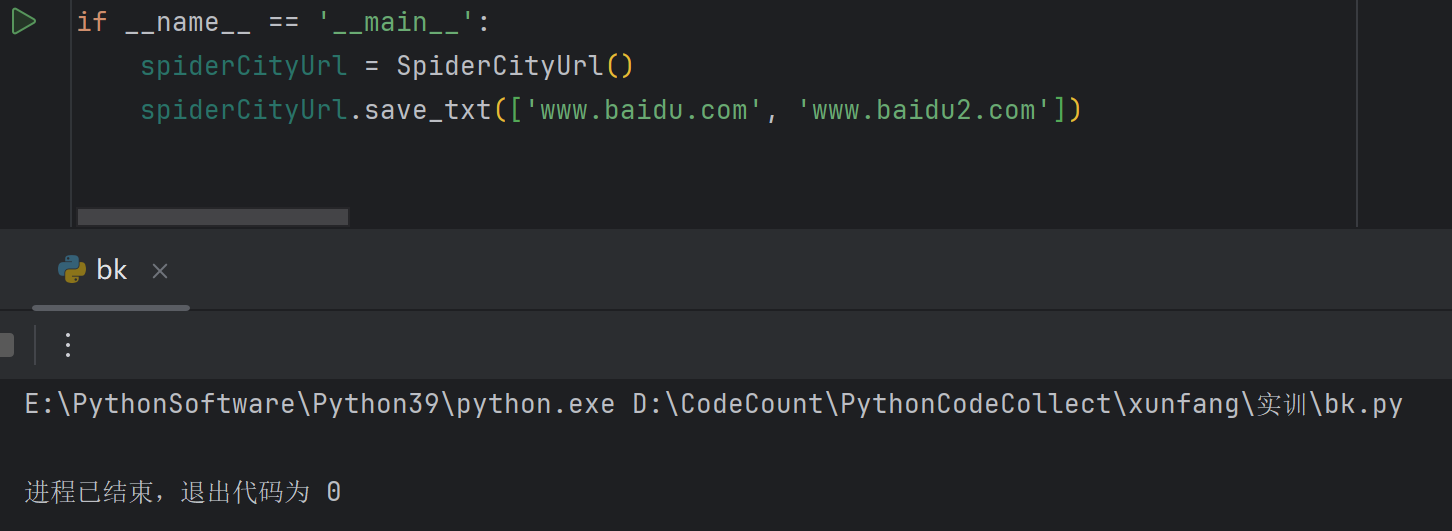 if __name__ == '__main__':
    spiderCityUrl = SpiderCityUrl()
    spiderCityUrl.save_txt(['www.baidu.com', 'www.baidu2.com'])
bk
E:\PythonSoftware\Python39\python.exe D:\CodeCount\PythonCodeCollect\xunfang\实训\bk.py
进程已结束，退出代码为 0